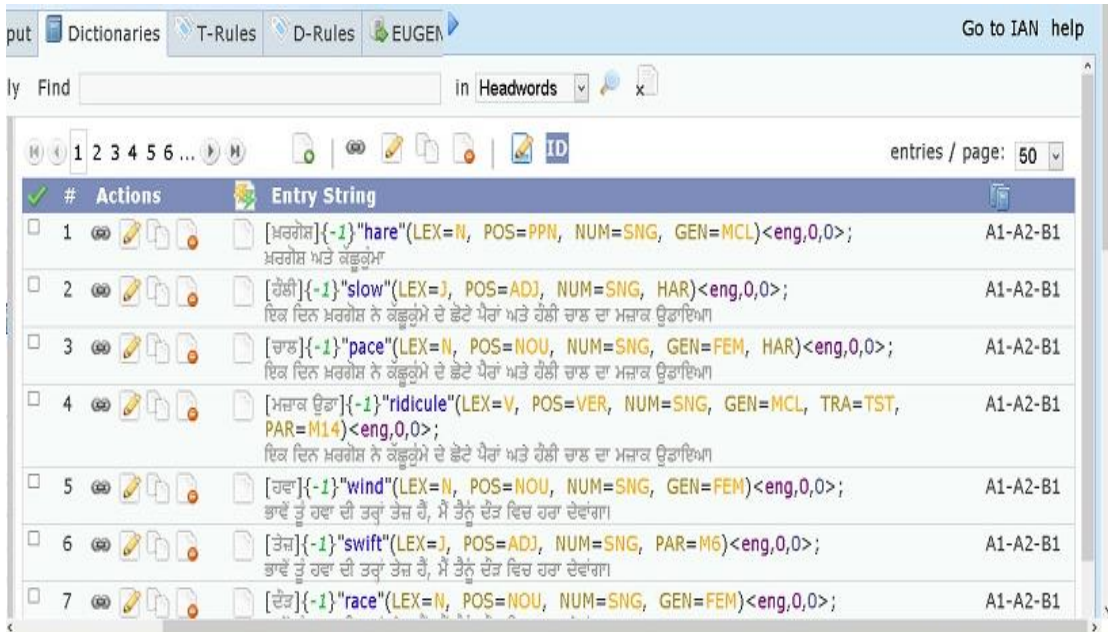 put Dictionaries T-Rules D-Rules EUGEN Go to IAN help
ly Find in Headwords
1 2 3 4 5 6 ... ID entries / page: 50
# Actions Entry String
1 [ਖ਼ਰਗੋਸ਼]{-1}"hare"(LEX=N, POS=PPN, NUM=SNG, GEN=MCL)<eng,0,0>; A1-A2-B1
ਖ਼ਰਗੋਸ਼ ਅਤੇ ਕੱਛੂਕੁੰਮਾ
2 [ਹੌਲੀ]{-1}"slow"(LEX=J, POS=ADJ, NUM=SNG, HAR)<eng,0,0>; A1-A2-B1
ਇਕ ਦਿਨ ਖ਼ਰਗੋਸ਼ ਨੇ ਕੱਛੂਕੁੰਮੇ ਦੇ ਛੋਟੇ ਪੈਰਾਂ ਅਤੇ ਹੌਲੀ ਚਾਲ ਦਾ ਮਜ਼ਾਕ ਉਡਾਇਆ।
3 [ਚਾਲ]{-1}"pace"(LEX=N, POS=NOU, NUM=SNG, GEN=FEM, HAR)<eng,0,0>; A1-A2-B1
ਇਕ ਦਿਨ ਖ਼ਰਗੋਸ਼ ਨੇ ਕੱਛੂਕੁੰਮੇ ਦੇ ਛੋਟੇ ਪੈਰਾਂ ਅਤੇ ਹੌਲੀ ਚਾਲ ਦਾ ਮਜ਼ਾਕ ਉਡਾਇਆ।
4 [ਮਜ਼ਾਕ ਉਡਾ]{-1}"ridicule"(LEX=V, POS=VER, NUM=SNG, GEN=MCL, TRA=TST, A1-A2-B1
PAR=M14)<eng,0,0>;
ਇਕ ਦਿਨ ਖ਼ਰਗੋਸ਼ ਨੇ ਕੱਛੂਕੁੰਮੇ ਦੇ ਛੋਟੇ ਪੈਰਾਂ ਅਤੇ ਹੌਲੀ ਚਾਲ ਦਾ ਮਜ਼ਾਕ ਉਡਾਇਆ।
5 [ਹਵਾ]{-1}"wind"(LEX=N, POS=NOU, NUM=SNG, GEN=FEM)<eng,0,0>; A1-A2-B1
ਭਾਵੇਂ ਤੂੰ ਹਵਾ ਦੀ ਤਰ੍ਹਾਂ ਤੇਜ਼ ਹੈਂ, ਮੈਂ ਤੈਨੂੰ ਦੌੜ ਵਿਚ ਹਰਾ ਦੇਵਾਂਗਾ।
6 [ਤੇਜ਼]{-1}"swift"(LEX=J, POS=ADJ, NUM=SNG, PAR=M6)<eng,0,0>; A1-A2-B1
ਭਾਵੇਂ ਤੂੰ ਹਵਾ ਦੀ ਤਰ੍ਹਾਂ ਤੇਜ਼ ਹੈਂ, ਮੈਂ ਤੈਨੂੰ ਦੌੜ ਵਿਚ ਹਰਾ ਦੇਵਾਂਗਾ।
7 [ਦੌੜ]{-1}"race"(LEX=N, POS=NOU, NUM=SNG, GEN=FEM)<eng,0,0>; A1-A2-B1